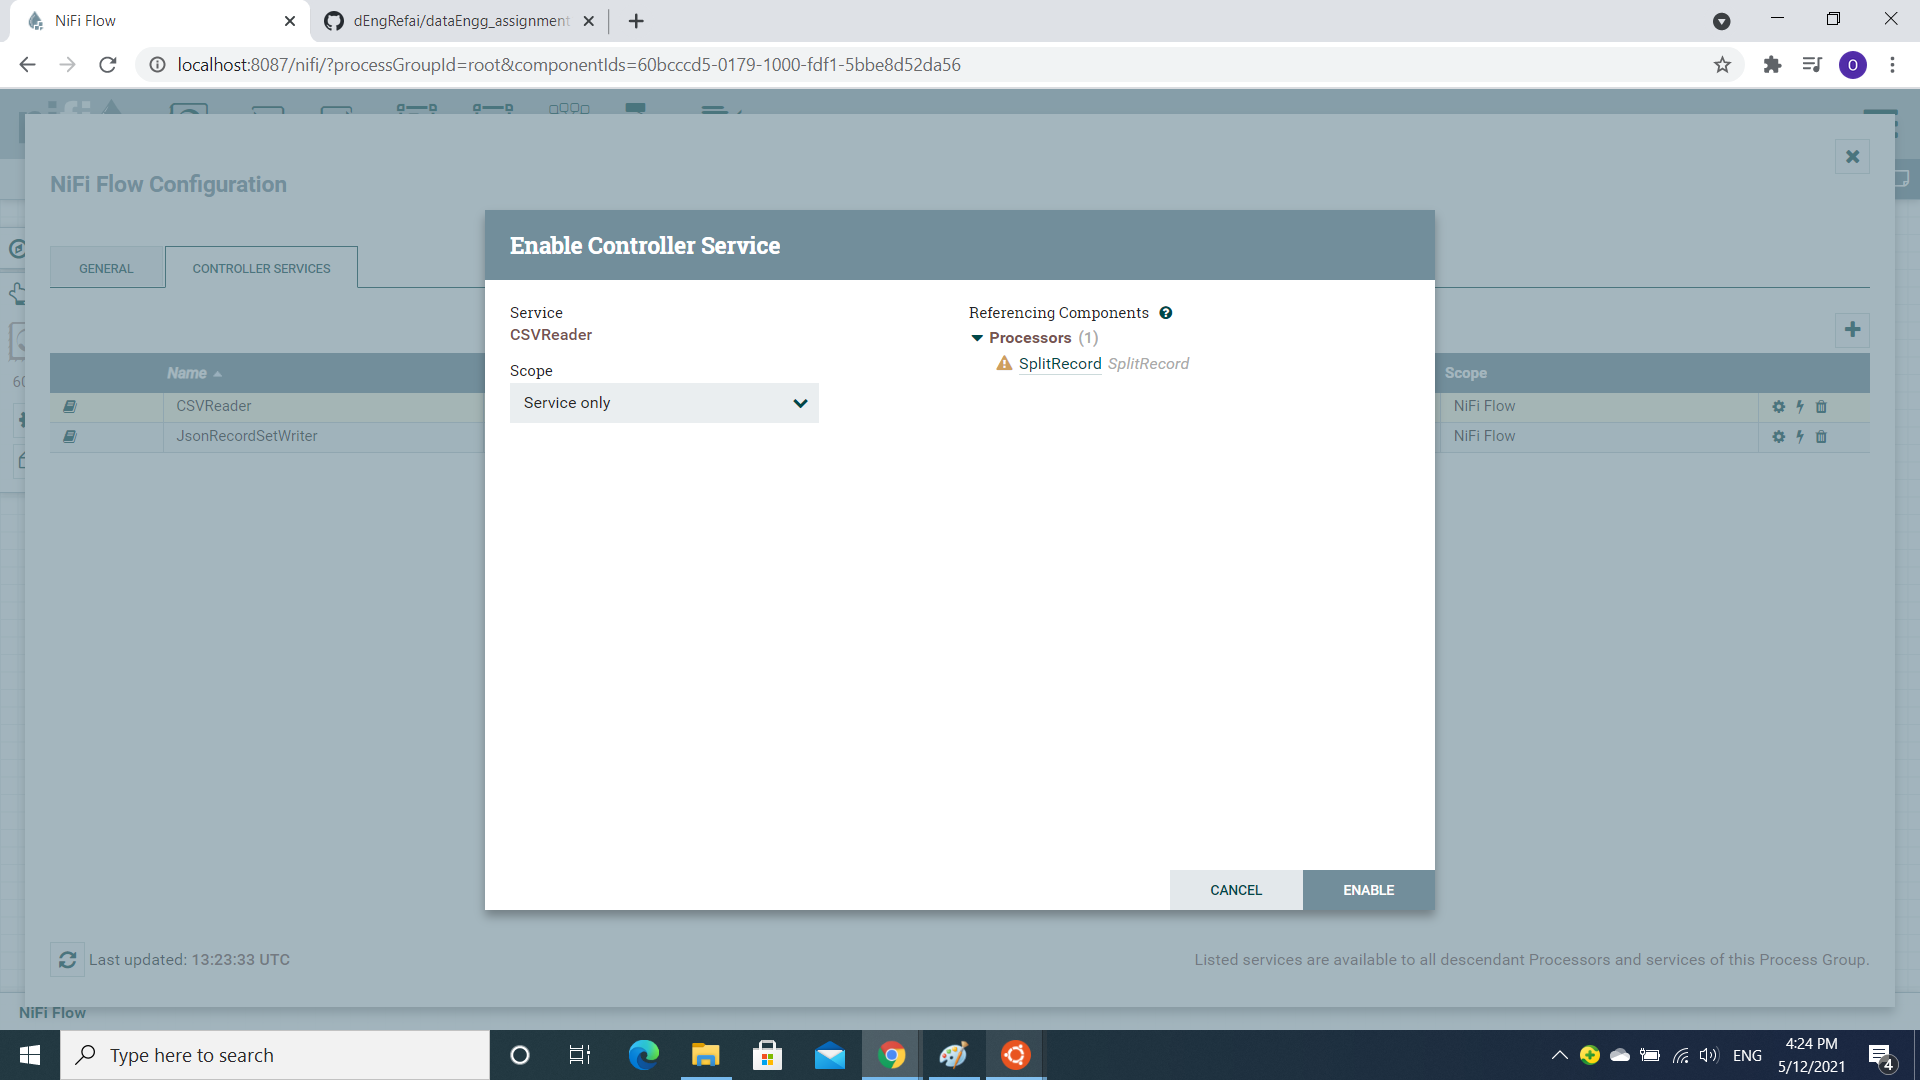 NiFi Flow
dEngRefai/dataEngg_assignment
localhost:8087/nifi/?processGroupId=root&componentIds=60bcccd5-0179-1000-fdf1-5bbe8d52da56
O
NiFi Flow Configuration
GENERAL
CONTROLLER SERVICES
Name
Scope
CSVReader
NiFi Flow
JsonRecordSetWriter
NiFi Flow
Enable Controller Service
Service
CSVReader
Scope
Service only
Referencing Components
Processors (1)
SplitRecord SplitRecord
CANCEL
ENABLE
Last updated: 13:23:33 UTC
Listed services are available to all descendant Processors and services of this Process Group.
NiFi Flow
Type here to search
ENG
4:24 PM
5/12/2021
4